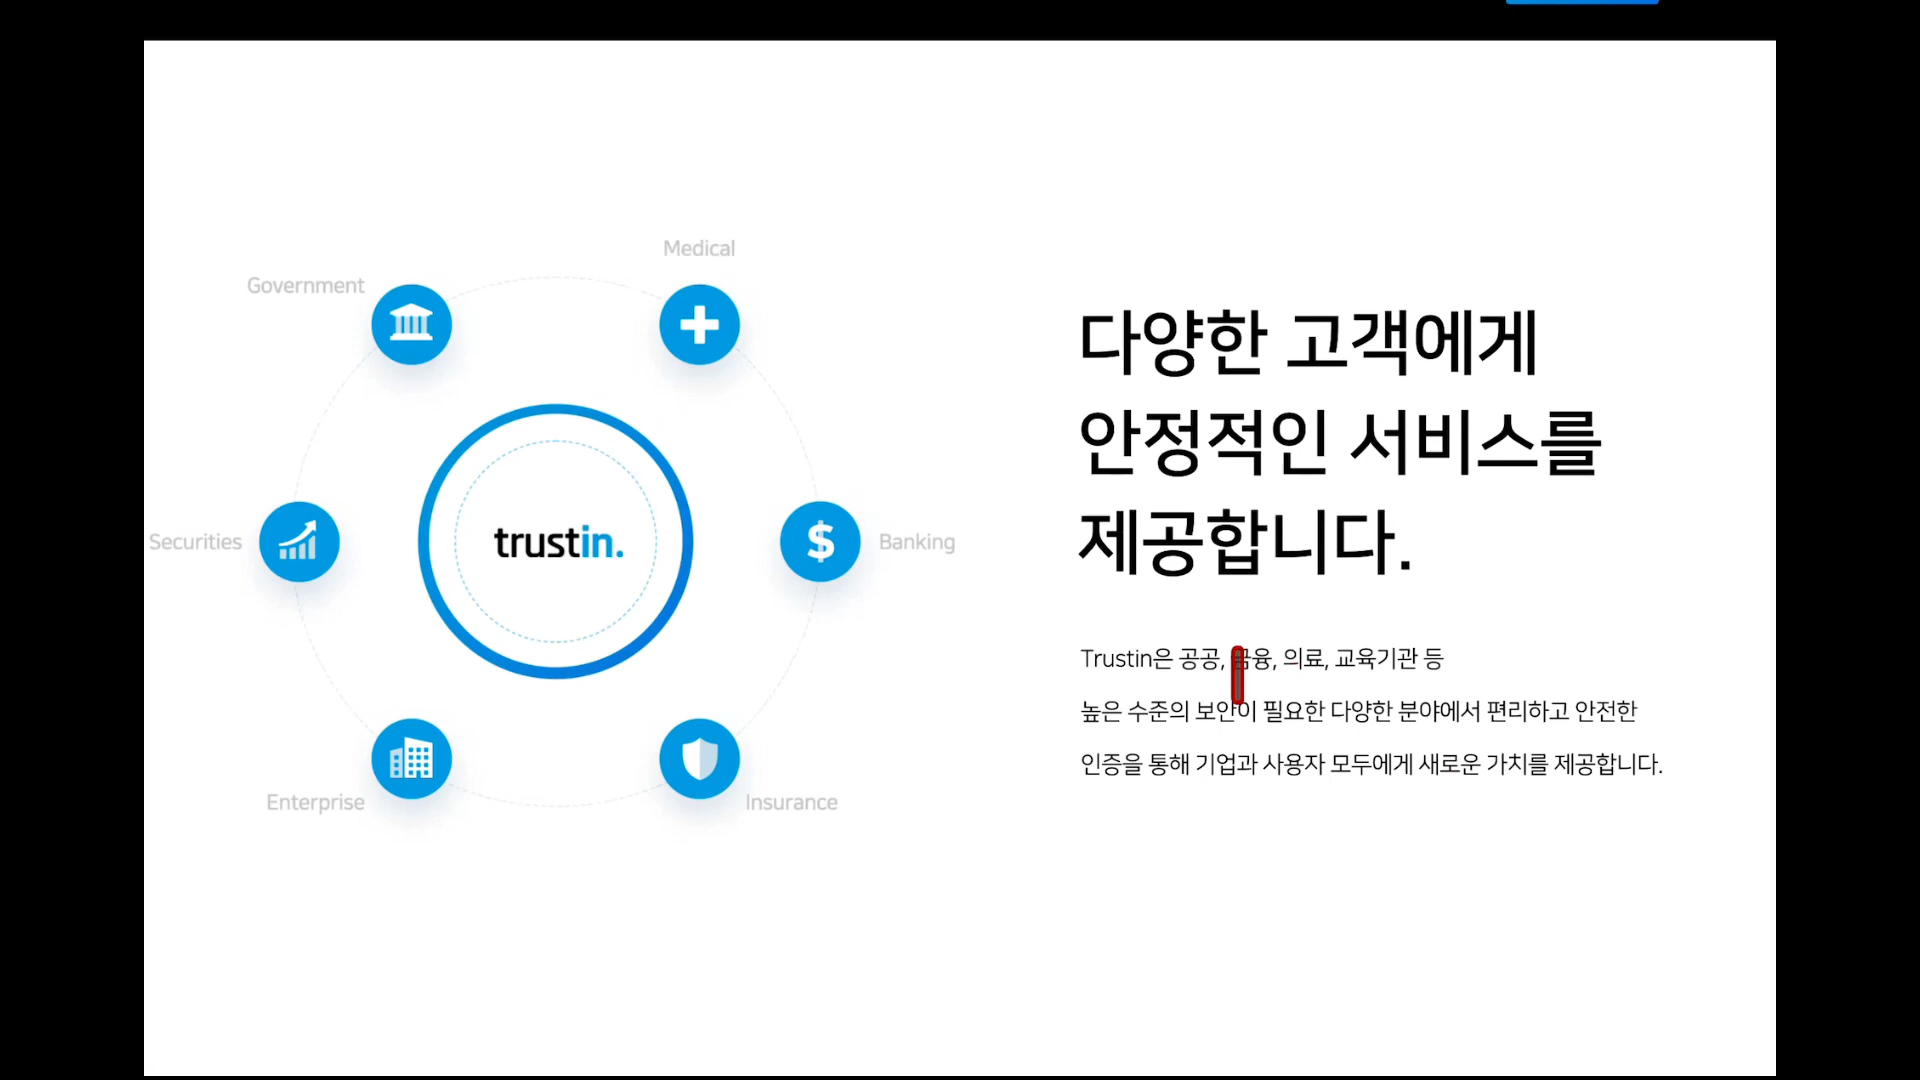 Medical
Government
Securities
trustin.
Banking
Enterprise
Insurance
다양한 고객에게
안정적인 서비스를
제공합니다.
Trustin은 공공, 금융, 의료, 교육기관 등
높은 수준의 보안이 필요한 다양한 분야에서 편리하고 안전한
인증을 통해 기업과 사용자 모두에게 새로운 가치를 제공합니다.